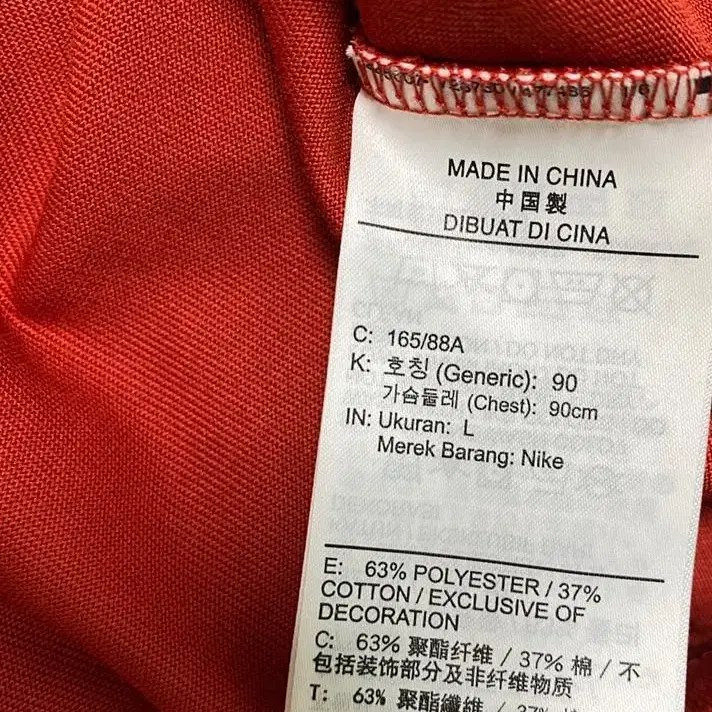 MADE IN CHINA
中国製
DIBUAT DI CINA
C: 165/88A
K: 호칭 (Generic): 90
가슴둘레 (Chest): 90cm
IN: Ukuran: L
Merek Barang: Nike
E: 63% POLYESTER / 37%
COTTON / EXCLUSIVE OF
DECORATION
C: 63% 聚酯纤维 / 37% 棉 / 不
包括装饰部分及非纤维物质
T: 63% 聚酯纖維 / 37%